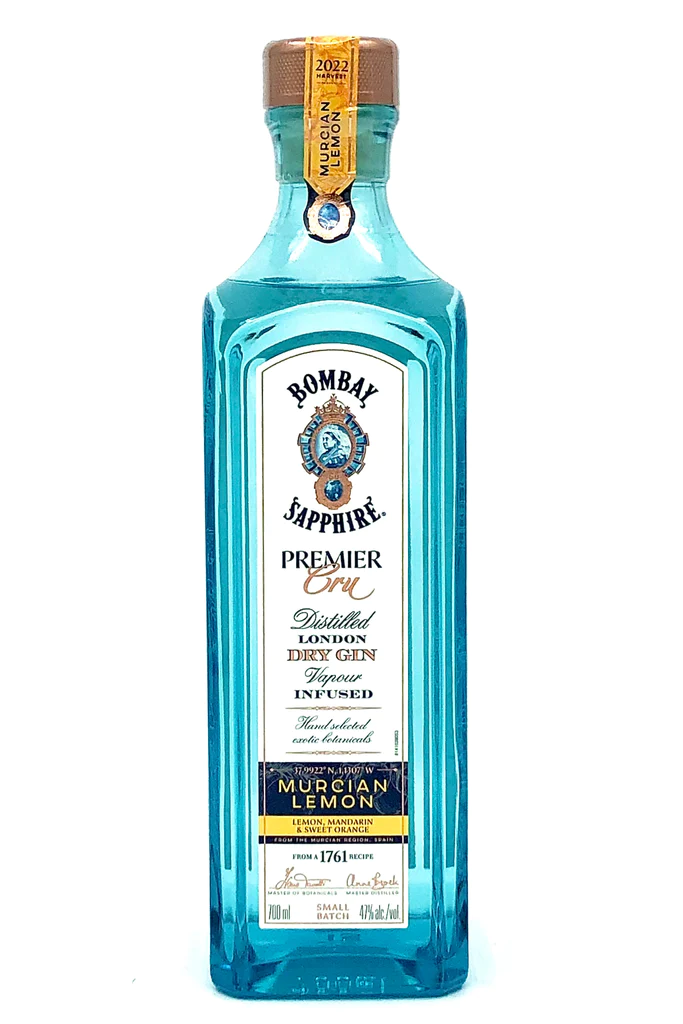 2022
HARVEST
MURCIAN
LEMON
BOMBAY
SAPPHIRE®
PREMIER
Cru
Distilled
LONDON
DRY GIN
Vapour
INFUSED
Hand selected
exotic botanicals
37.9922° N, 1.1307° W
MURCIAN
LEMON
LEMON, MANDARIN
& SWEET ORANGE
FROM THE MURCIAN REGION, SPAIN
FROM A 1761 RECIPE
MASTER OF BOTANICALS MASTER DISTILLER
700 ml SMALL BATCH 47% alc./vol.